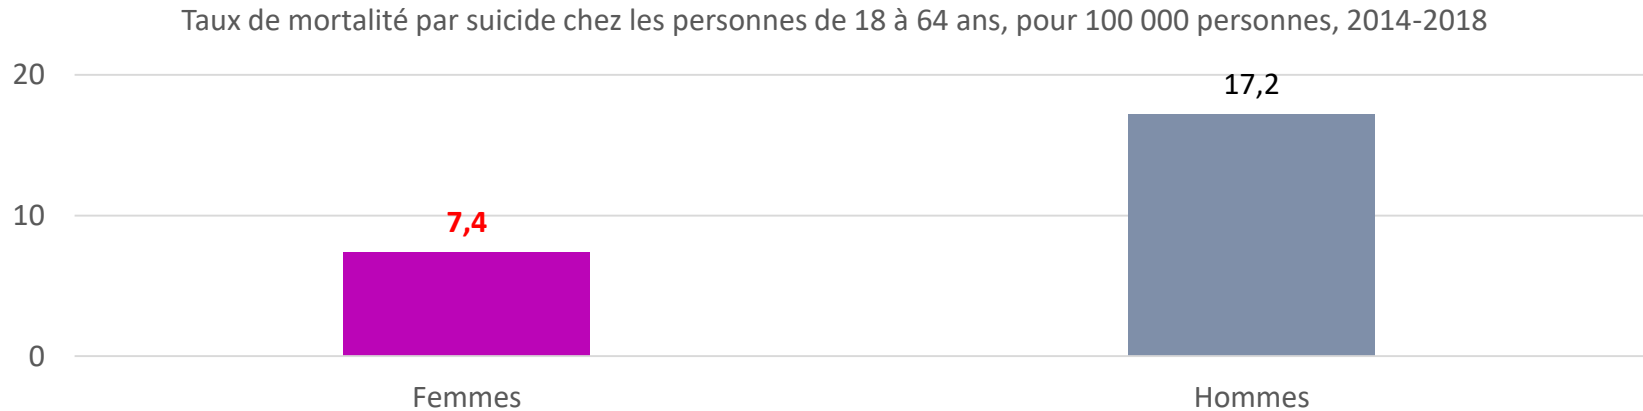 Taux de mortalité par suicide chez les personnes de 18 à 64 ans, pour 100 000 personnes, 2014-2018
20
17,2
10
7,4
0
Femmes
Hommes